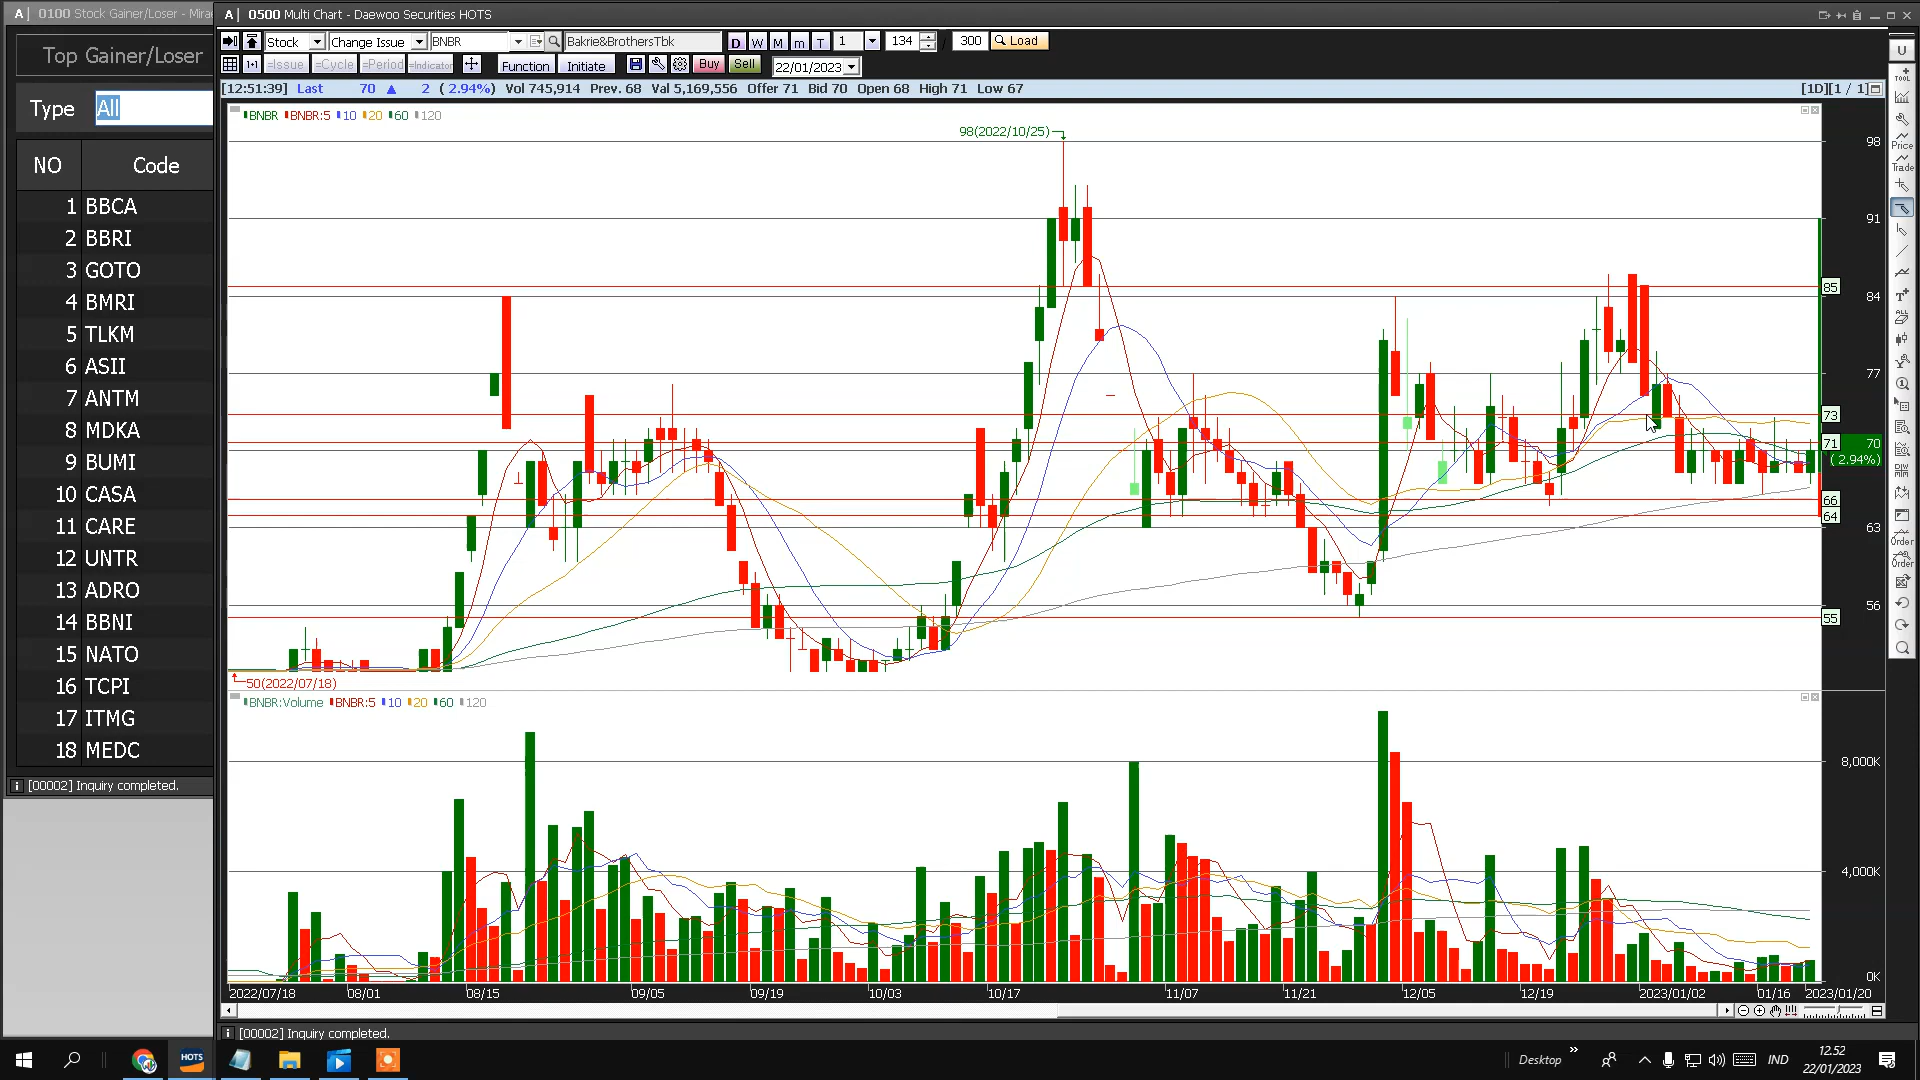 A 0100 Stock Gainer/Loser - Mirae
A 0500 Multi Chart - Daewoo Securities HOTS
Top Gainer/Loser
Type All
NO Code
1 BBCA
2 BBRI
3 GOTO
4 BMRI
5 TLKM
6 ASII
7 ANTM
8 MDKA
9 BUMI
10 CASA
11 CARE
12 UNTR
13 ADRO
14 BBNI
15 NATO
16 TCPI
17 ITMG
18 MEDC
[00002] Inquiry completed.
Stock Change Issue BNBR Bakrie&BrothersTbk D W M m T 1 134 / 300 Load
=Issue =Cycle =Period =Indicator Function Initiate Buy Sell 22/01/2023
[12:51:39] Last 70 ▲ 2 ( 2.94%) Vol 745,914 Prev. 68 Val 5,169,556 Offer 71 Bid 70 Open 68 High 71 Low 67 [1D][1 / 1]
BNBR BNBR:5 10 20 60 120
98(2022/10/25)
98
91
85
84
77
73
71
70
( 2.94%)
66
64
63
56
55
50(2022/07/18)
BNBR:Volume BNBR:5 10 20 60 120
8,000K
4,000K
0K
2022/07/18 08/01 08/15 09/05 09/19 10/03 10/17 11/07 11/21 12/05 12/19 2023/01/02 01/16 2023/01/20
[00002] Inquiry completed.
U
TOOL
Price
Trade
Order
Order
HOTS
Desktop
IND
12.52
22/01/2023